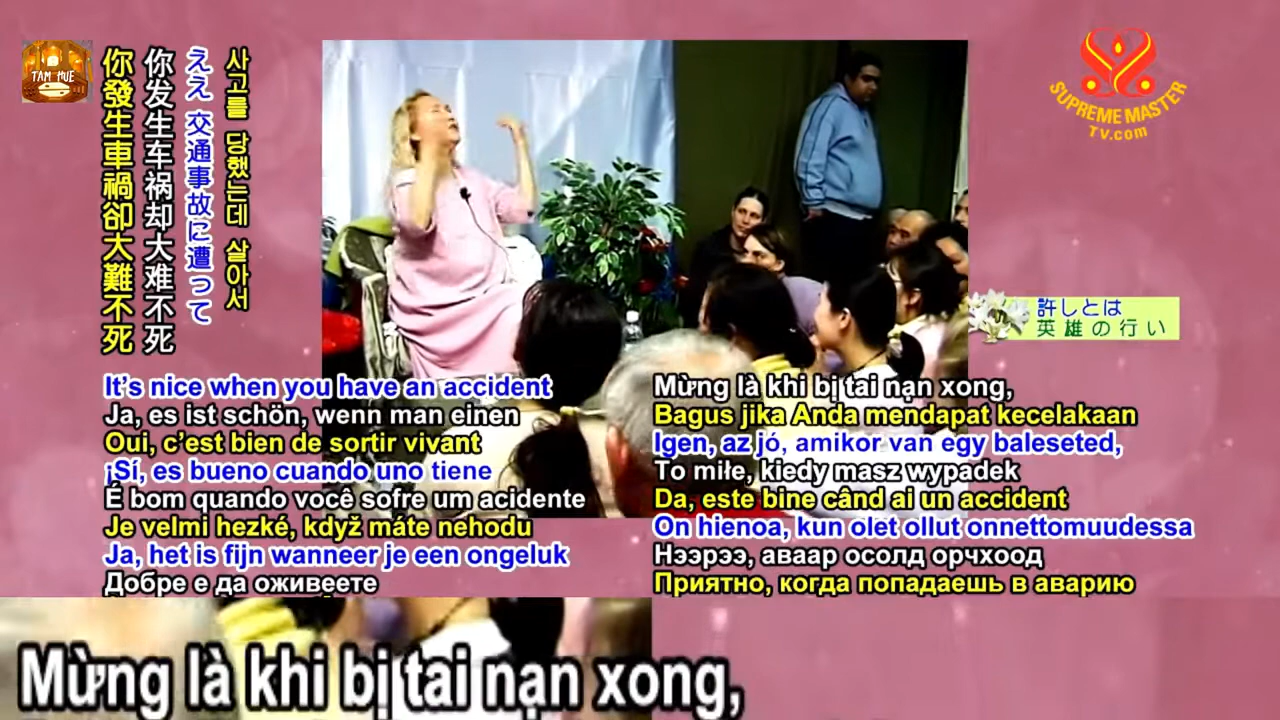 TAM HUE
你發生車禍卻大難不死
你发生车祸却大难不死
ええ 交通事故に遭って
사고를 당했는데 살아서
SUPREME MASTER
TV.com
許しとは
英雄の行い
It's nice when you have an accident
Ja, es ist schön, wenn man einen
Oui, c'est bien de sortir vivant
¡Sí, es bueno cuando uno tiene
É bom quando você sofre um acidente
Je velmi hezké, když máte nehodu
Ja, het is fijn wanneer je een ongeluk
Добре е да оживеете
Mừng là khi bị tai nạn xong,
Bagus jika Anda mendapat kecelakaan
Igen, az jó, amikor van egy baleseted,
To miłe, kiedy masz wypadek
Da, este bine când ai un accident
On hienoa, kun olet ollut onnettomuudessa
Нээрээ, аваар осолд орчхоод
Приятно, когда попадаешь в аварию
Mừng là khi bị tai nạn xong,